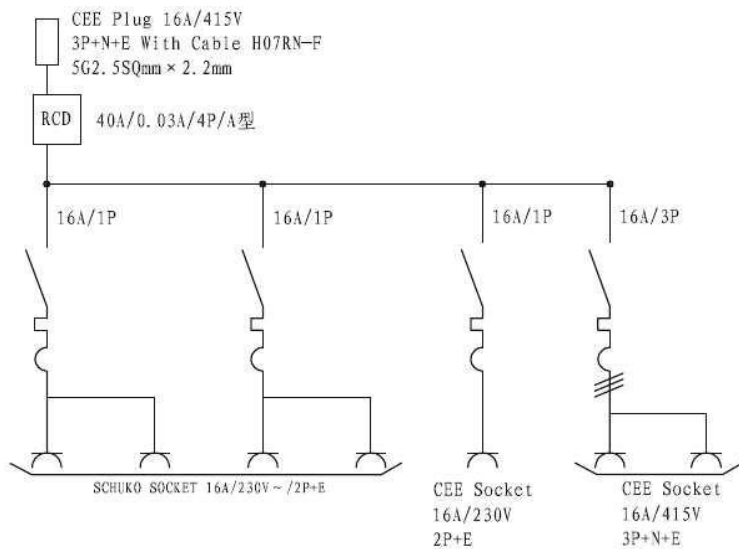 CEE Plug 16A/415V
3P+N+E With Cable H07RN-F
5G2.5SQmm×2.2mm
RCD
40A/0.03A/4P/A型
16A/1P
16A/1P
16A/1P
16A/3P
SCHUKO SOCKET 16A/230V~/2P+E
CEE Socket
16A/230V
2P+E
CEE Socket
16A/415V
3P+N+E